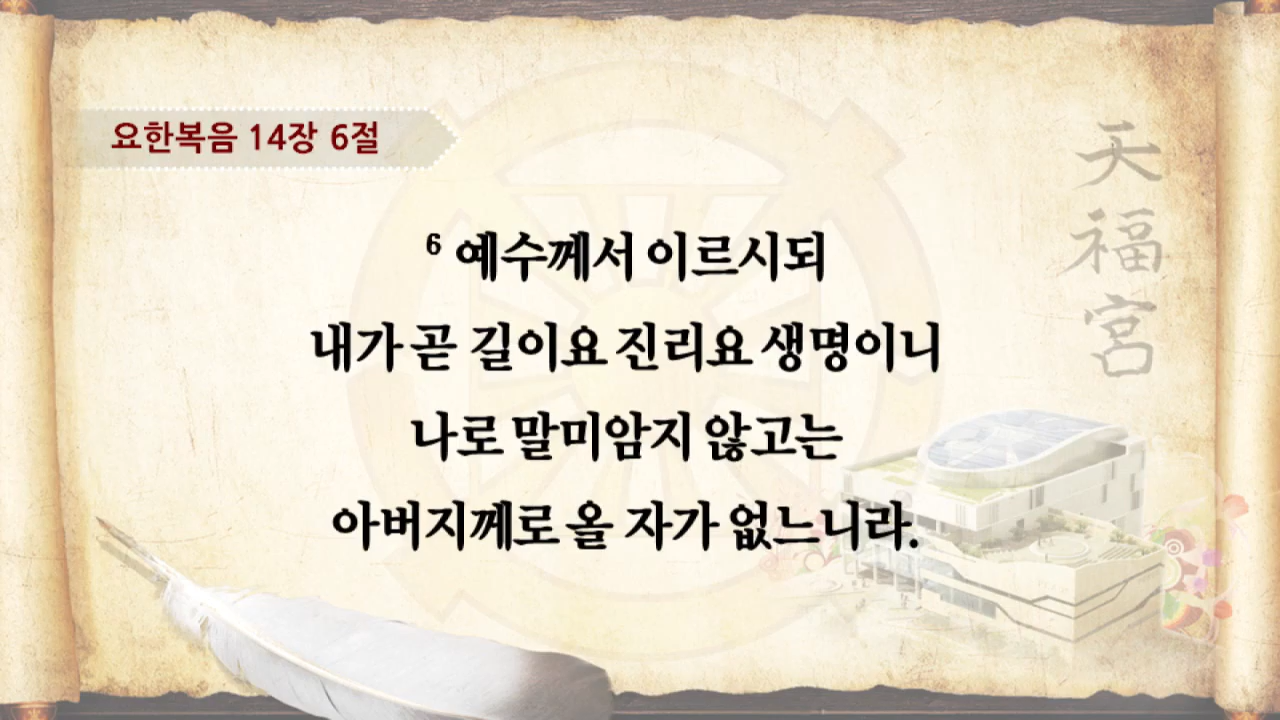 요한복음 14장 6절
6 예수께서 이르시되
내가 곧 길이요 진리요 생명이니
나로 말미암지 않고는
아버지께로 올 자가 없느니라.
天
福
宮